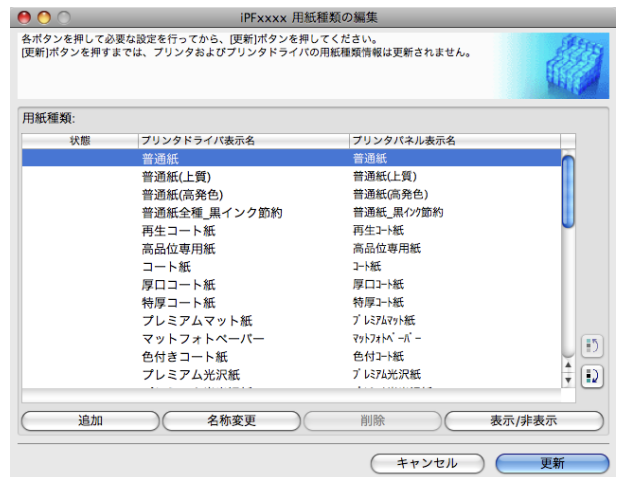 iPFxxxx 用紙種類の編集
各ボタンを押して必要な設定を行ってから、[更新]ボタンを押してください。
[更新]ボタンを押すまでは、プリンタおよびプリンタドライバの用紙種類情報は更新されません。
用紙種類:
状態 プリンタドライバ表示名 プリンタパネル表示名
普通紙 普通紙
普通紙(上質) 普通紙(上質)
普通紙(高発色) 普通紙(高発色)
普通紙全種_黒インク節約 普通紙_黒ｲﾝｸ節約
再生コート紙 再生ｺｰﾄ紙
高品位専用紙 高品位専用紙
コート紙 ｺｰﾄ紙
厚口コート紙 厚口ｺｰﾄ紙
特厚コート紙 特厚ｺｰﾄ紙
プレミアムマット紙 ﾌﾟﾚﾐｱﾑﾏｯﾄ紙
マットフォトペーパー ﾏｯﾄﾌｫﾄﾍﾟｰﾊﾟｰ
色付きコート紙 色付ｺｰﾄ紙
プレミアム光沢紙 ﾌﾟﾚﾐｱﾑ光沢紙
追加 名称変更 削除 表示/非表示
キャンセル 更新